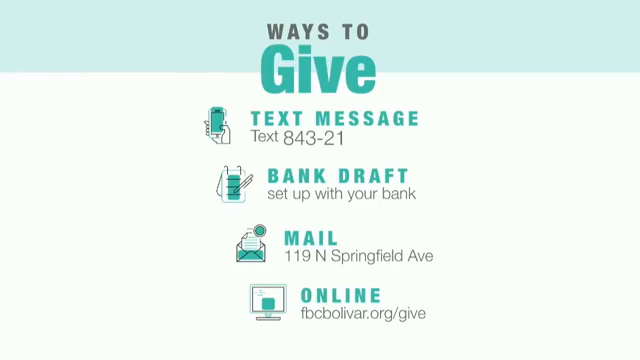 WAYS TO
Give
TEXT MESSAGE
Text 843-21
BANK DRAFT
set up with your bank
MAIL
119 N Springfield Ave
ONLINE
fbcbolivar.org/give